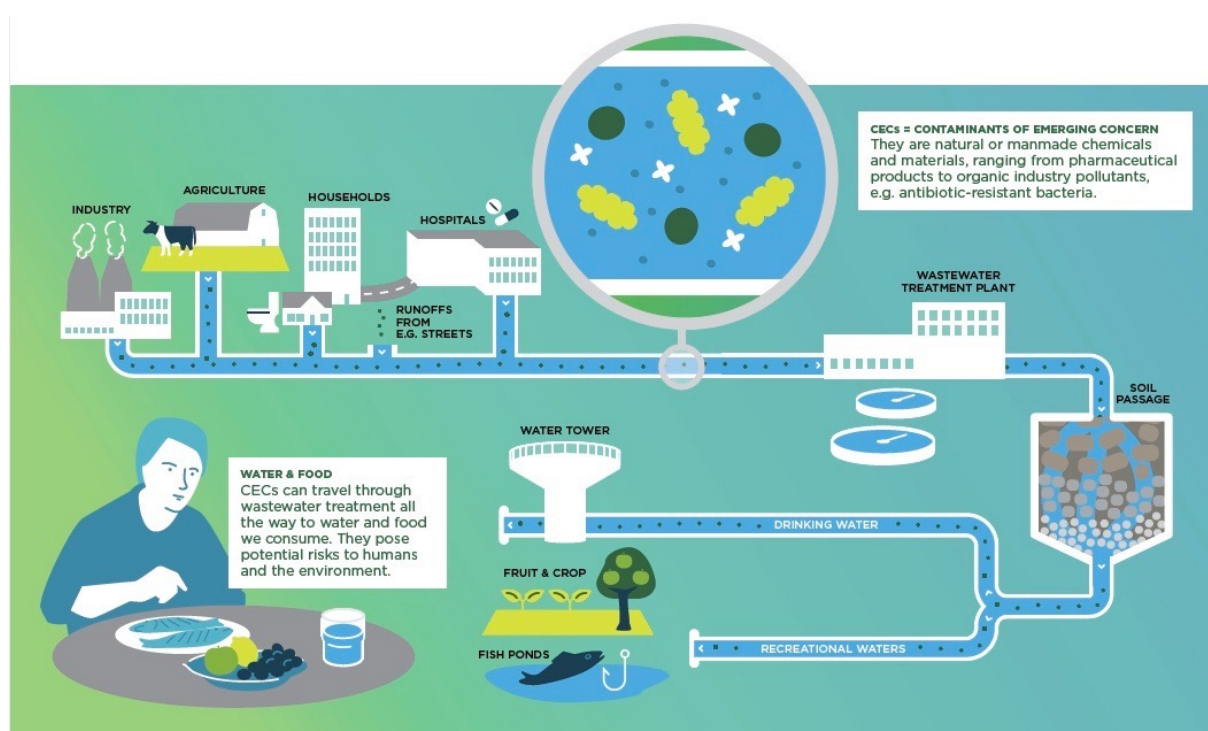 CECs = CONTAMINANTS OF EMERGING CONCERN
They are natural or manmade chemicals
and materials, ranging from pharmaceutical
products to organic industry pollutants,
e.g. antibiotic-resistant bacteria.
INDUSTRY
AGRICULTURE
HOUSEHOLDS
HOSPITALS
RUNOFFS
FROM
E.G. STREETS
WASTEWATER
TREATMENT PLANT
SOIL
PASSAGE
WATER TOWER
DRINKING WATER
WATER & FOOD
CECs can travel through
wastewater treatment all
the way to water and food
we consume. They pose
potential risks to humans
and the environment.
FRUIT & CROP
FISH PONDS
RECREATIONAL WATERS